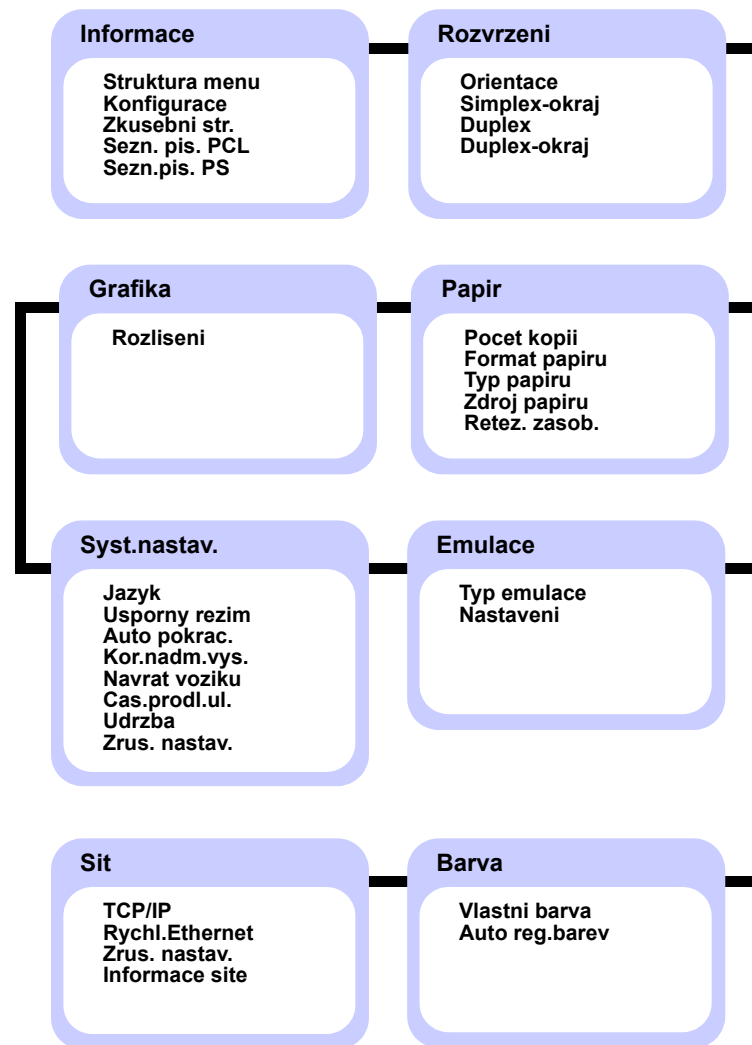 Informace
Struktura menu
Konfigurace
Zkusebni str.
Sezn. pis. PCL
Sezn.pis. PS
Rozvrzeni
Orientace
Simplex-okraj
Duplex
Duplex-okraj
Grafika
Rozliseni
Papir
Pocet kopii
Format papiru
Typ papiru
Zdroj papiru
Retez. zasob.
Syst.nastav.
Jazyk
Usporny rezim
Auto pokrac.
Kor.nadm.vys.
Navrat voziku
Cas.prodl.ul.
Udrzba
Zrus. nastav.
Emulace
Typ emulace
Nastaveni
Sit
TCP/IP
Rychl.Ethernet
Zrus. nastav.
Informace site
Barva
Vlastni barva
Auto reg.barev